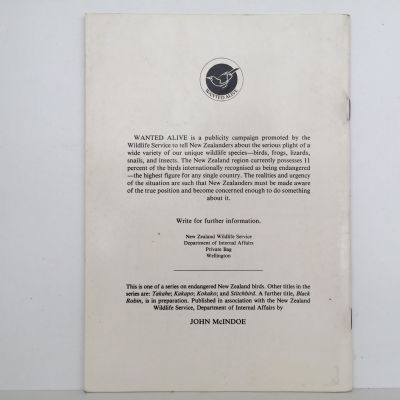 WANTED ALIVE
WANTED ALIVE is a publicity campaign promoted by the
Wildlife Service to tell New Zealanders about the serious plight of a
wide variety of our unique wildlife species—birds, frogs, lizards,
snails, and insects. The New Zealand region currently possesses 11
percent of the birds internationally recognised as being endangered
—the highest figure for any single country. The realities and urgency
of the situation are such that New Zealanders must be made aware
of the true position and become concerned enough to do something
about it.
Write for further information.
New Zealand Wildlife Service
Department of Internal Affairs
Private Bag
Wellington
This is one of a series on endangered New Zealand birds. Other titles in the
series are: Takahe; Kakapo; Kokako; and Stitchbird. A further title, Black
Robin, is in preparation. Published in association with the New Zealand
Wildlife Service, Department of Internal Affairs by
JOHN McINDOE